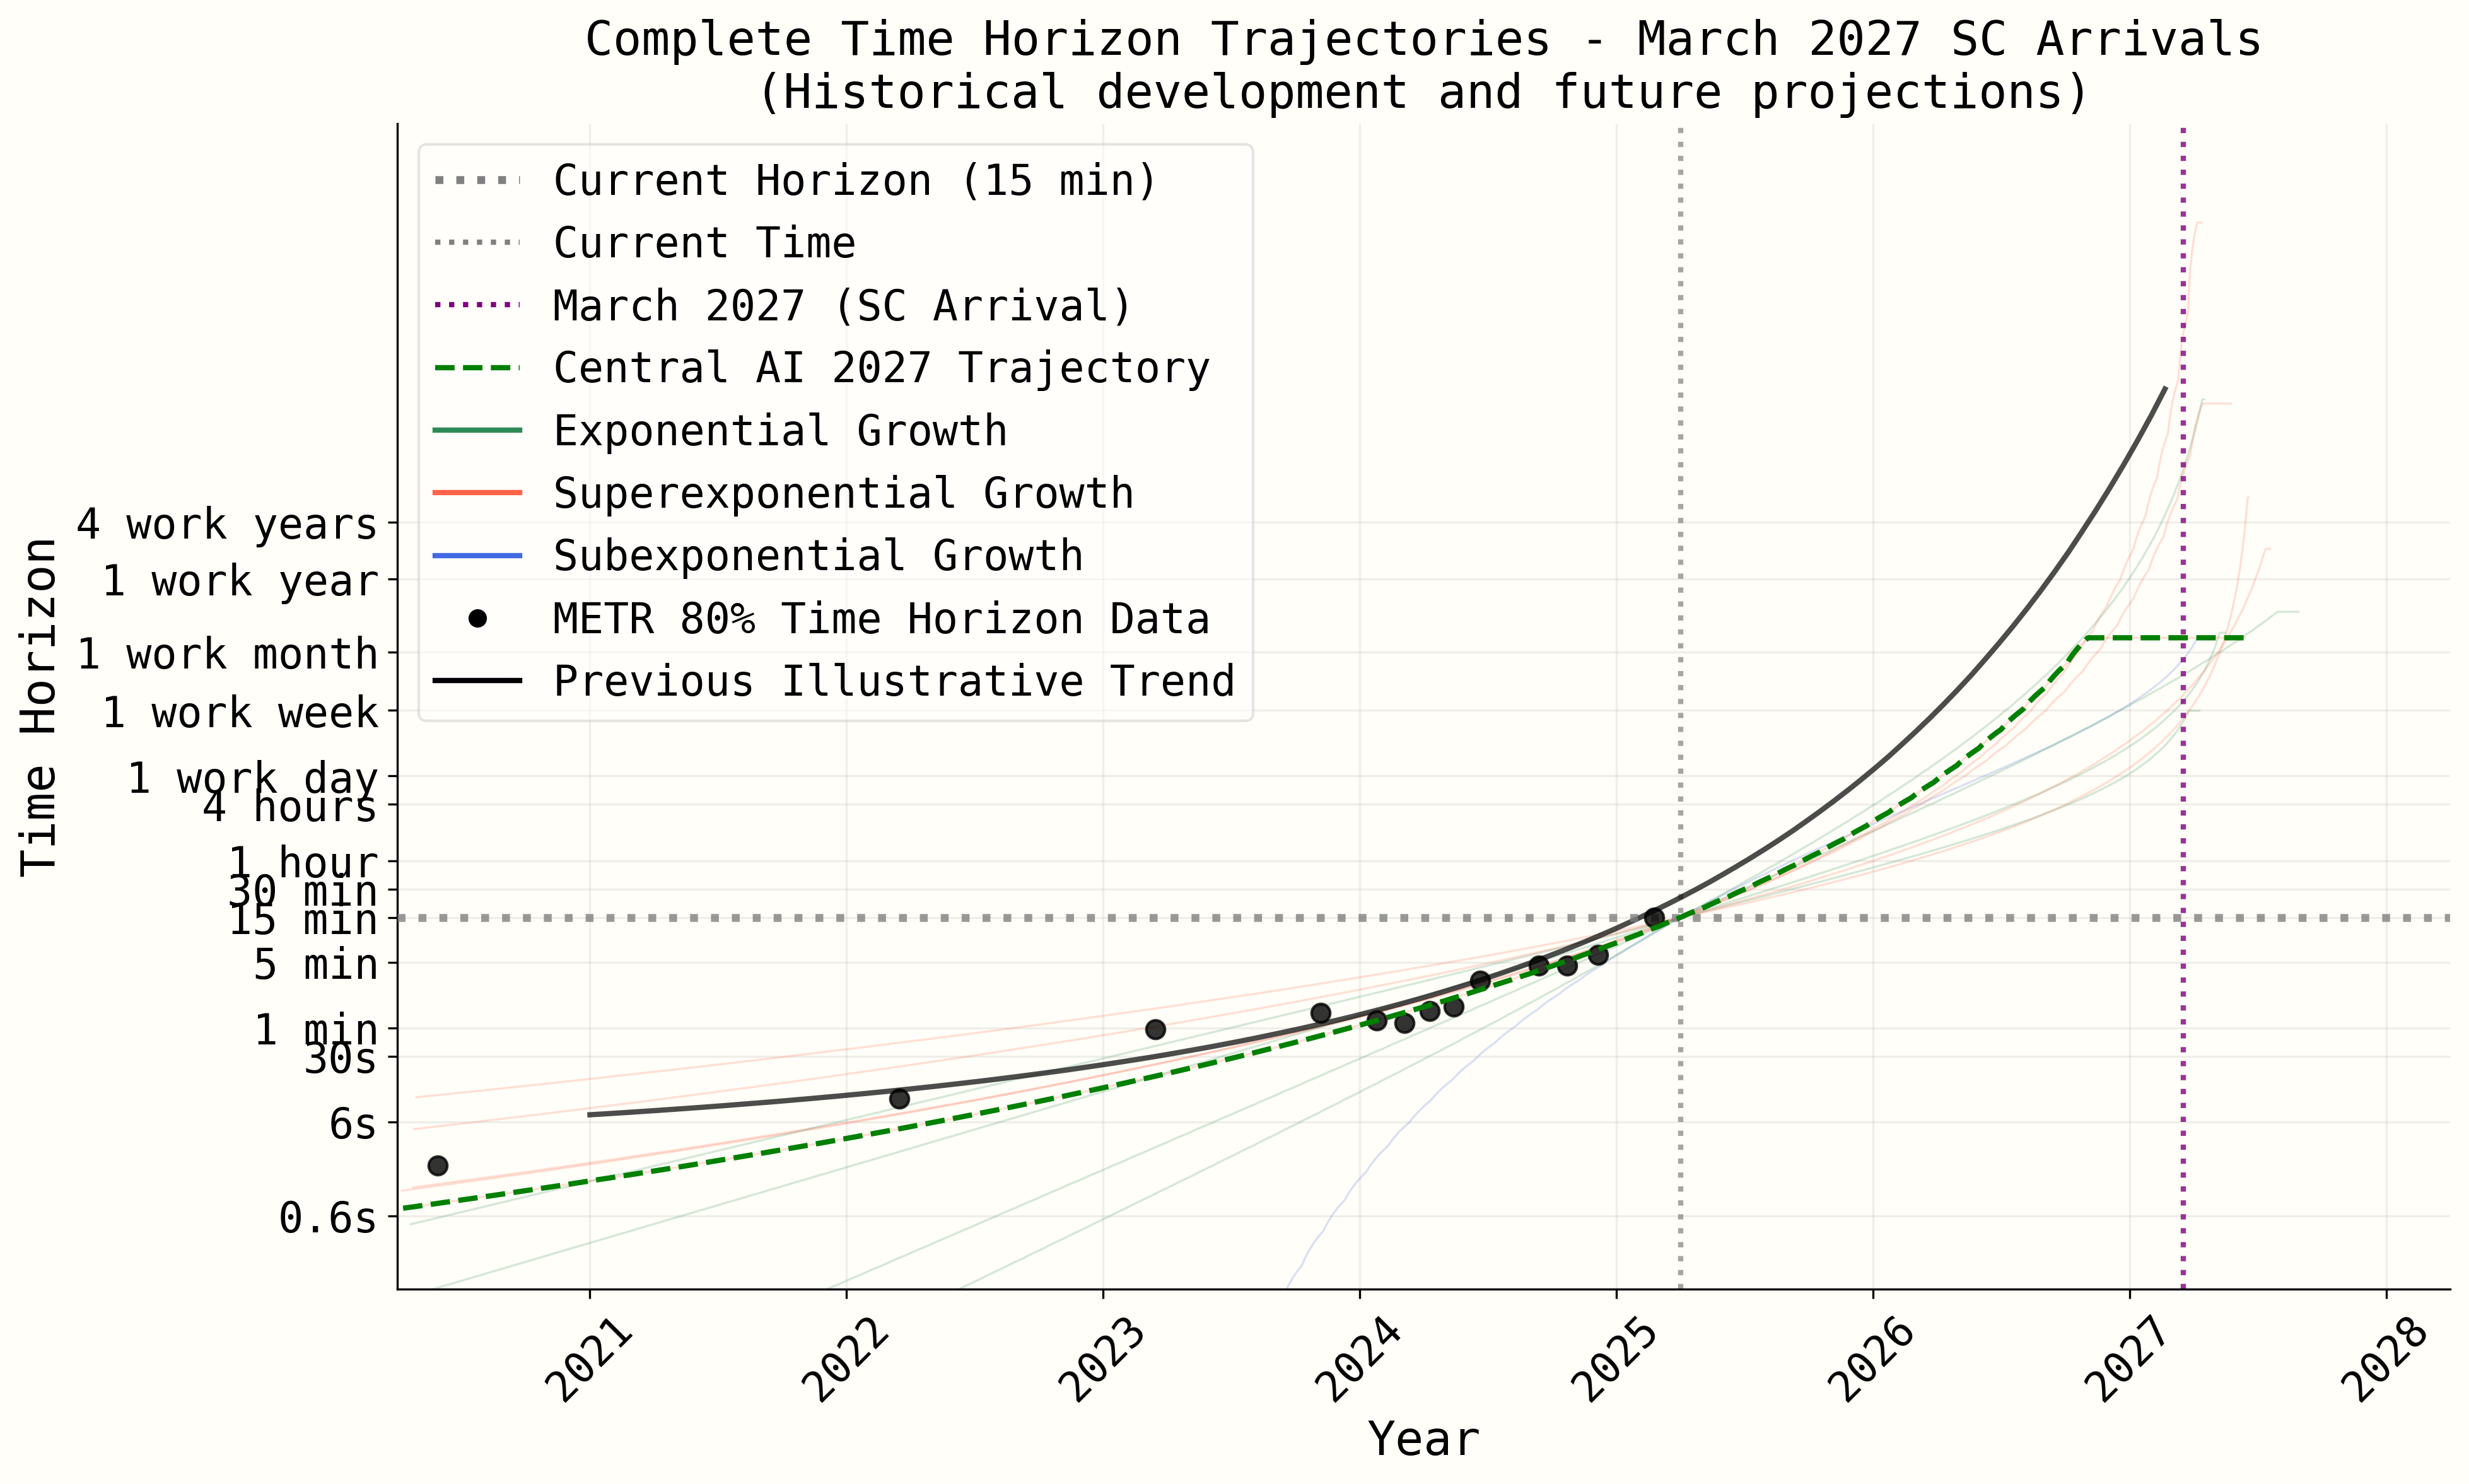 Complete Time Horizon Trajectories - March 2027 SC Arrivals
(Historical development and future projections)
Current Horizon (15 min)
Current Time
March 2027 (SC Arrival)
Central AI 2027 Trajectory
Exponential Growth
Superexponential Growth
Subexponential Growth
METR 80% Time Horizon Data
Previous Illustrative Trend
Time Horizon
4 work years
1 work year
1 work month
1 work week
1 work day
4 hours
1 hour
30 min
15 min
5 min
1 min
30s
6s
0.6s
2021
2022
2023
2024
2025
2026
2027
2028
Year